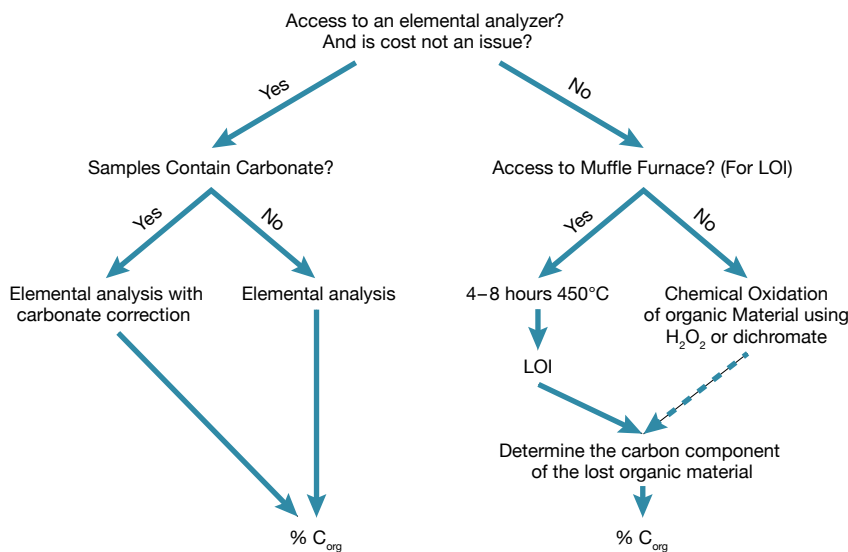 Access to an elemental analyzer?
And is cost not an issue?
Yes
No
Samples Contain Carbonate?
Access to Muffle Furnace? (For LOI)
Yes
No
Yes
No
Elemental analysis with
carbonate correction
Elemental analysis
4–8 hours 450°C
Chemical Oxidation
of organic Material using
H₂O₂ or dichromate
LOI
Determine the carbon component
of the lost organic material
% Corg
% Corg